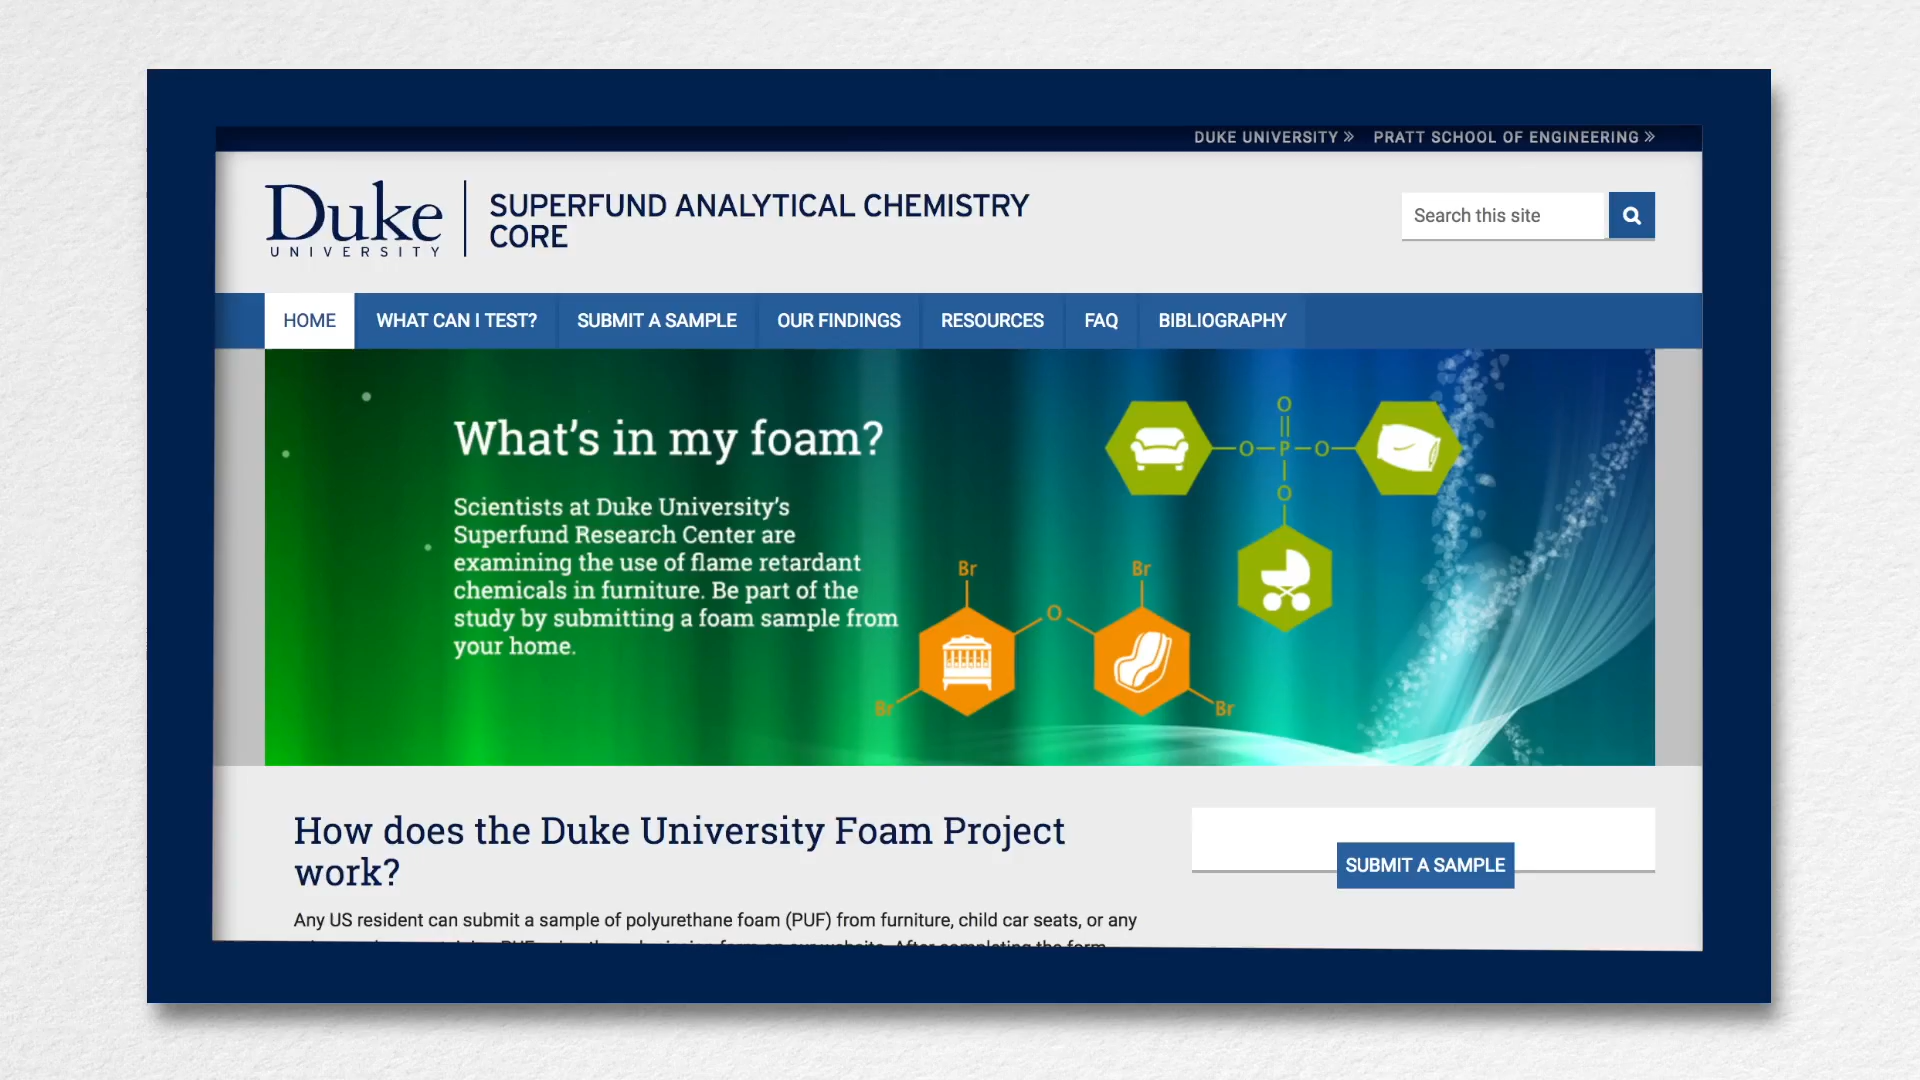 DUKE UNIVERSITY » PRATT SCHOOL OF ENGINEERING »
Duke
UNIVERSITY
SUPERFUND ANALYTICAL CHEMISTRY
CORE
Search this site
HOME WHAT CAN I TEST? SUBMIT A SAMPLE OUR FINDINGS RESOURCES FAQ BIBLIOGRAPHY
What's in my foam?
Scientists at Duke University's
Superfund Research Center are
examining the use of flame retardant
chemicals in furniture. Be part of the
study by submitting a foam sample from
your home.
O
O P O
O
Br Br
O
Br Br
How does the Duke University Foam Project
work?
SUBMIT A SAMPLE
Any US resident can submit a sample of polyurethane foam (PUF) from furniture, child car seats, or any